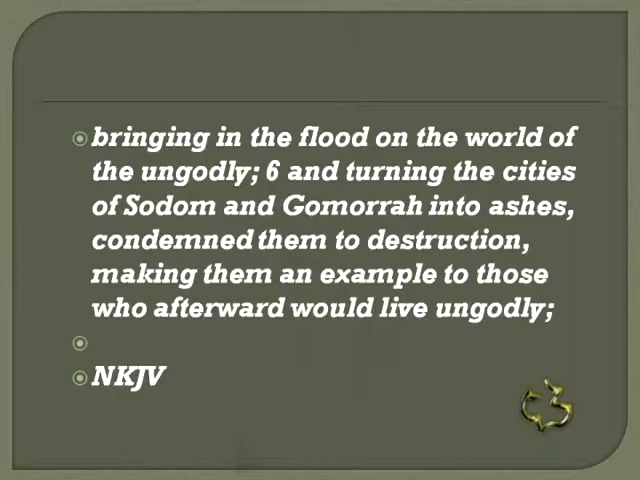 bringing in the flood on the world of
the ungodly; 6 and turning the cities
of Sodom and Gomorrah into ashes,
condemned them to destruction,
making them an example to those
who afterward would live ungodly;
NKJV